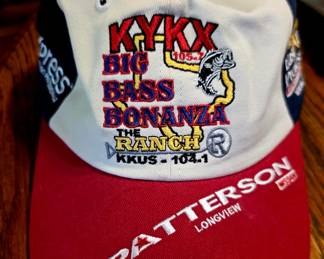 KYKX
105.7
BIG
BASS
BONANZA
THE
RANCH R
KKUS - 104.1
PATTERSON
LONGVIEW